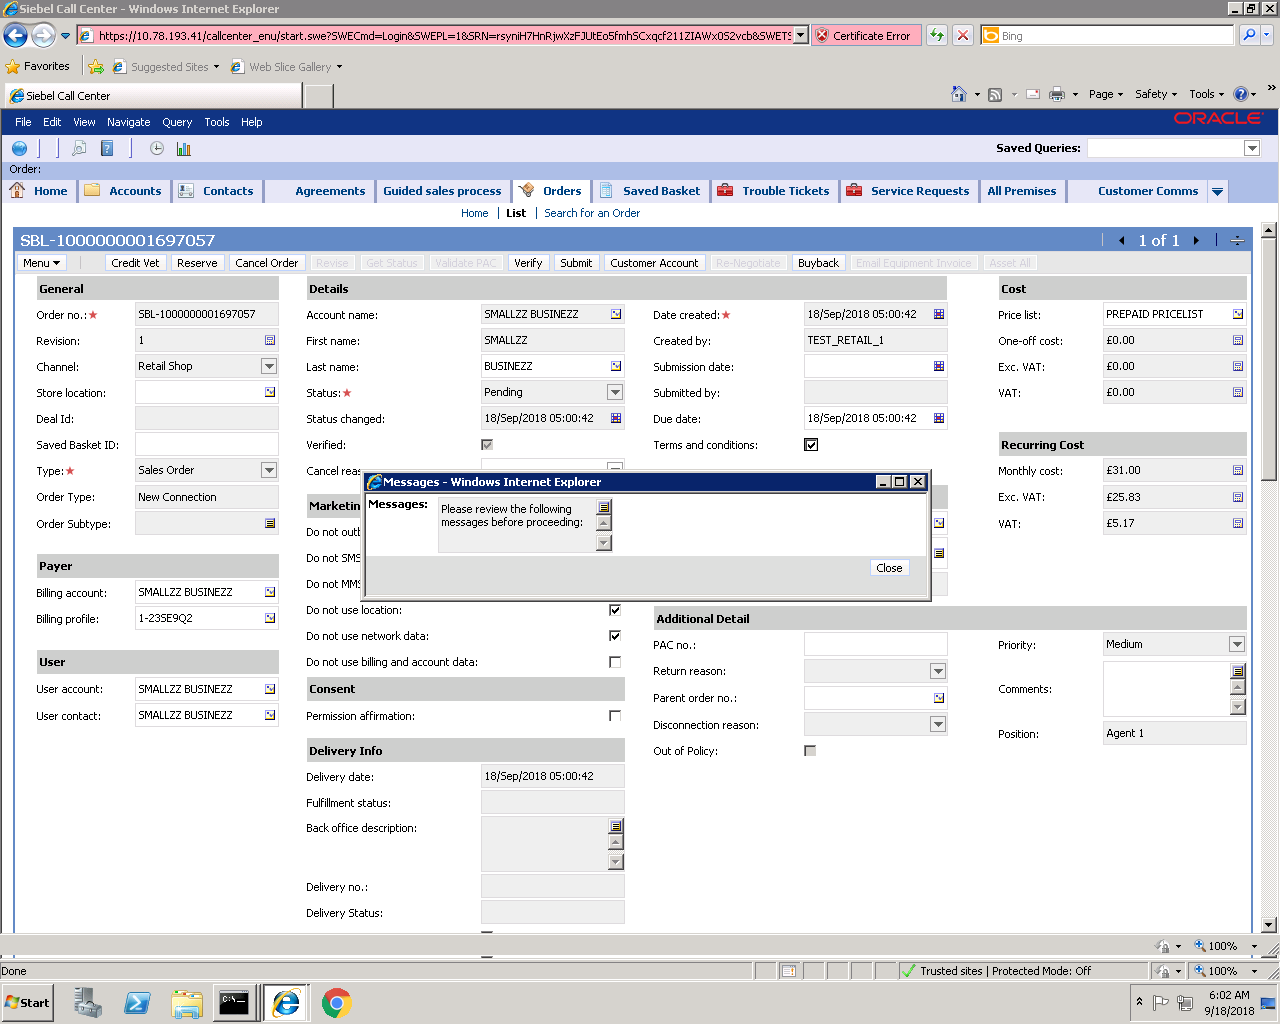 Siebel Call Center - Windows Internet Explorer
https://10.78.193.41/callcenter_enu/start.swe?SWECmd=Login&SWEPL=1&SRN=rsyniH7HnRjwXzFJUtEo5fmhSCxqcf211ZIAWx0S2vcb&SWETS
Certificate Error
Bing
Favorites
Suggested Sites
Web Slice Gallery
Siebel Call Center
Page
Safety
Tools
File Edit View Navigate Query Tools Help
ORACLE
Saved Queries:
Order:
Home
Accounts
Contacts
Agreements
Guided sales process
Orders
Saved Basket
Trouble Tickets
Service Requests
All Premises
Customer Comms
Home | List | Search for an Order
SBL-1000000001697057
1 of 1
Menu
Credit Vet
Reserve
Cancel Order
Revise
Get Status
Validate PAC
Verify
Submit
Customer Account
Re-Negotiate
Buyback
Email Equipment Invoice
Asset All
General
Order no.: SBL-1000000001697057
Revision: 1
Channel: Retail Shop
Store location:
Deal Id:
Saved Basket ID:
Type: Sales Order
Order Type: New Connection
Order Subtype:
Payer
Billing account: SMALLZZ BUSINEZZ
Billing profile: 1-23SE9Q2
User
User account: SMALLZZ BUSINEZZ
User contact: SMALLZZ BUSINEZZ
Details
Account name: SMALLZZ BUSINEZZ
First name: SMALLZZ
Last name: BUSINEZZ
Status: Pending
Status changed: 18/Sep/2018 05:00:42
Verified:
Cancel reas
Date created: 18/Sep/2018 05:00:42
Created by: TEST_RETAIL_1
Submission date:
Submitted by:
Due date: 18/Sep/2018 05:00:42
Terms and conditions:
Cost
Price list: PREPAID PRICELIST
One-off cost: £0.00
Exc. VAT: £0.00
VAT: £0.00
Recurring Cost
Monthly cost: £31.00
Exc. VAT: £25.83
VAT: £5.17
Messages - Windows Internet Explorer
Messages:
Please review the following
messages before proceeding:
Close
Marketin
Do not outb
Do not SMS
Do not MMS
Do not use location:
Do not use network data:
Do not use billing and account data:
Consent
Permission affirmation:
Delivery Info
Delivery date: 18/Sep/2018 05:00:42
Fulfillment status:
Back office description:
Delivery no.:
Delivery Status:
Additional Detail
PAC no.:
Return reason:
Parent order no.:
Disconnection reason:
Out of Policy:
Priority: Medium
Comments:
Position: Agent 1
100%
Done
Trusted sites | Protected Mode: Off
100%
Start
6:02 AM
9/18/2018